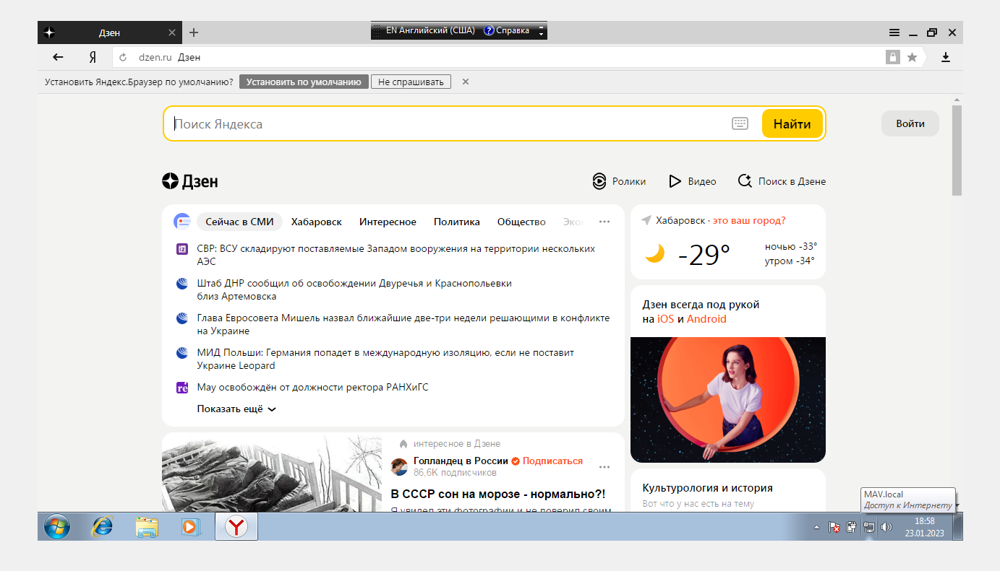 Дзен
EN Английский (США)
Справка
Я
dzen.ru Дзен
Установить Яндекс.Браузер по умолчанию?
Установить по умолчанию
Не спрашивать
Поиск Яндекса
Найти
Войти
Дзен
Ролики
Видео
Поиск в Дзене
Сейчас в СМИ
Хабаровск
Интересное
Политика
Общество
Эко
СВР: ВСУ складируют поставляемые Западом вооружения на территории нескольких
АЭС
Штаб ДНР сообщил об освобождении Двуречья и Краснопольевки
близ Артемовска
Глава Евросовета Мишель назвал ближайшие две-три недели решающими в конфликте
на Украине
МИД Польши: Германия попадет в международную изоляцию, если не поставит
Украине Leopard
re
Мау освобождён от должности ректора РАНХиГС
Показать ещё
Хабаровск · это ваш город?
-29°
ночью -33°
утром -34°
Дзен всегда под рукой
на iOS и Android
интересное в Дзене
Голландец в России
Подписаться
86,6K подписчиков
В СССР сон на морозе - нормально?!
Я увидел эти фотографии и не поверил своим
Культурология и история
Вот что у нас есть на тему
MAV.local
Доступ к Интернету
18:58
23.01.2023